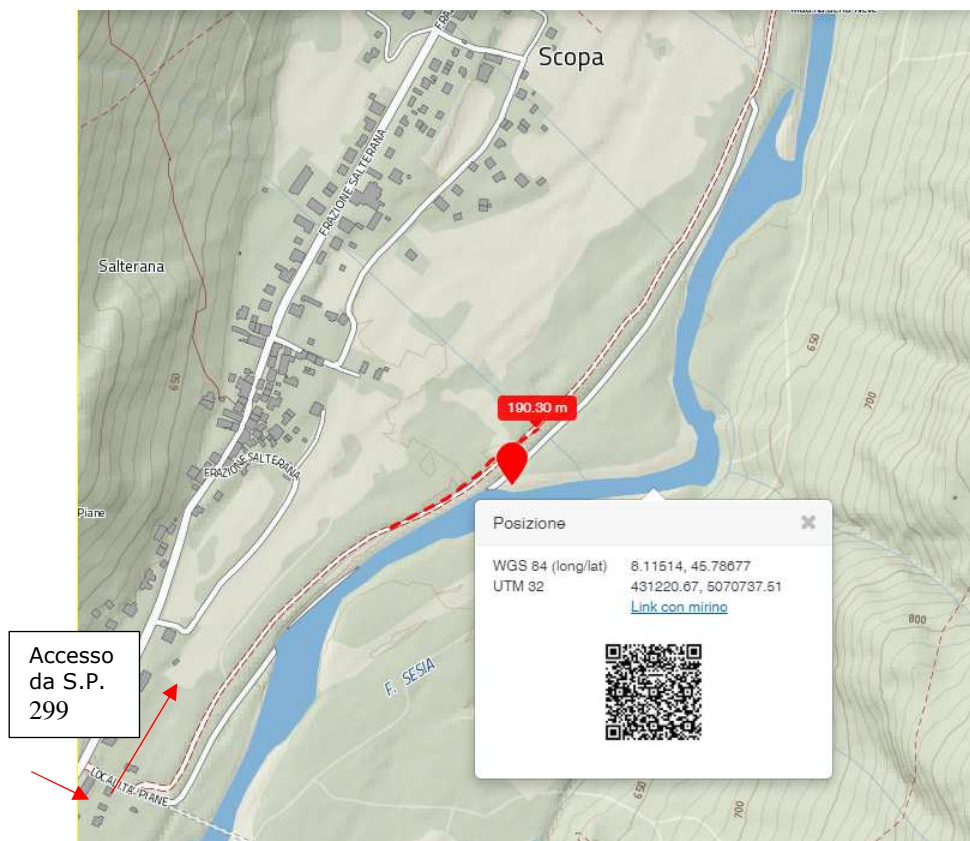 Scopa
FRAZIONE SALTERANA
Salterana
650
650
700
190.30 m
FRAZIONE SALTERANA
Piane
Posizione
WGS 84 (long/lat) 8.11514, 45.78677
UTM 32 431220.67, 5070737.51
Link con mirino
800
Accesso
da S.P.
299
F. SESIA
LOCALITA' PIANE
700